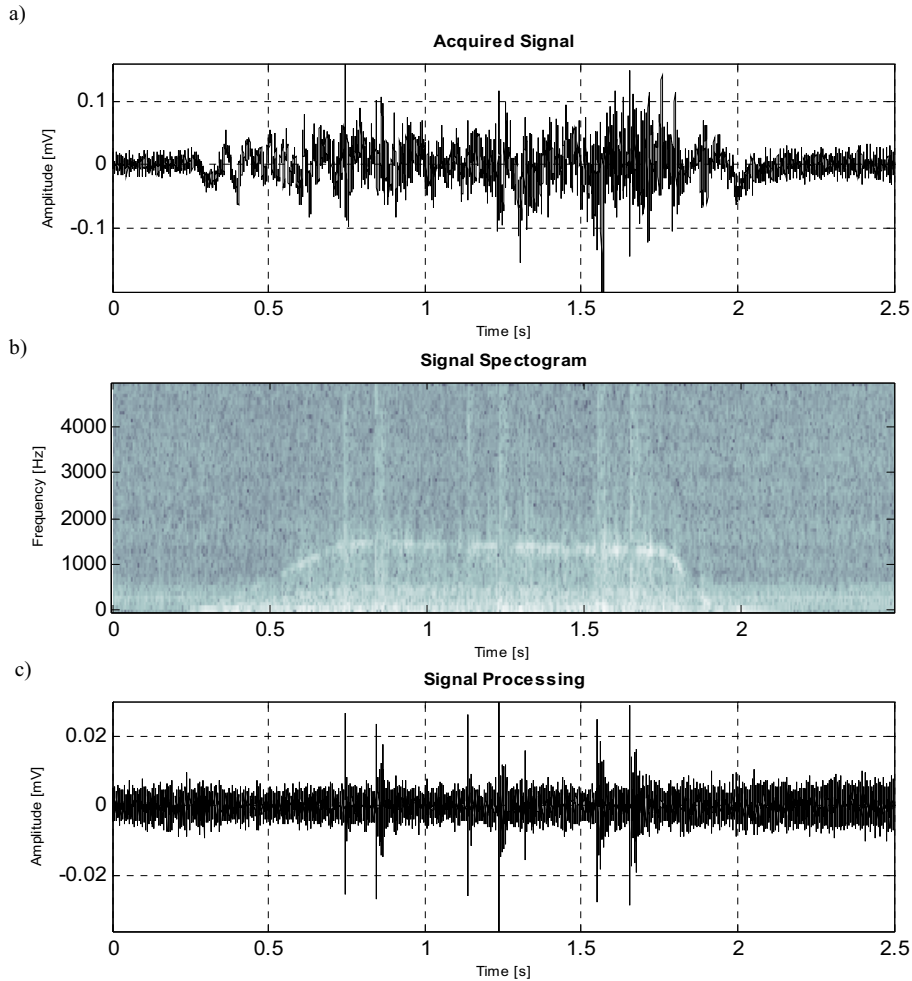 a)
Acquired Signal
Amplitude [mV]
0.1
0
-0.1
0 0.5 1 1.5 2 2.5
Time [s]
b)
Signal Spectogram
Frequency [Hz]
4000
3000
2000
1000
0
0 0.5 1 1.5 2
Time [s]
c)
Signal Processing
Amplitude [mV]
0.02
0
-0.02
0 0.5 1 1.5 2 2.5
Time [s]